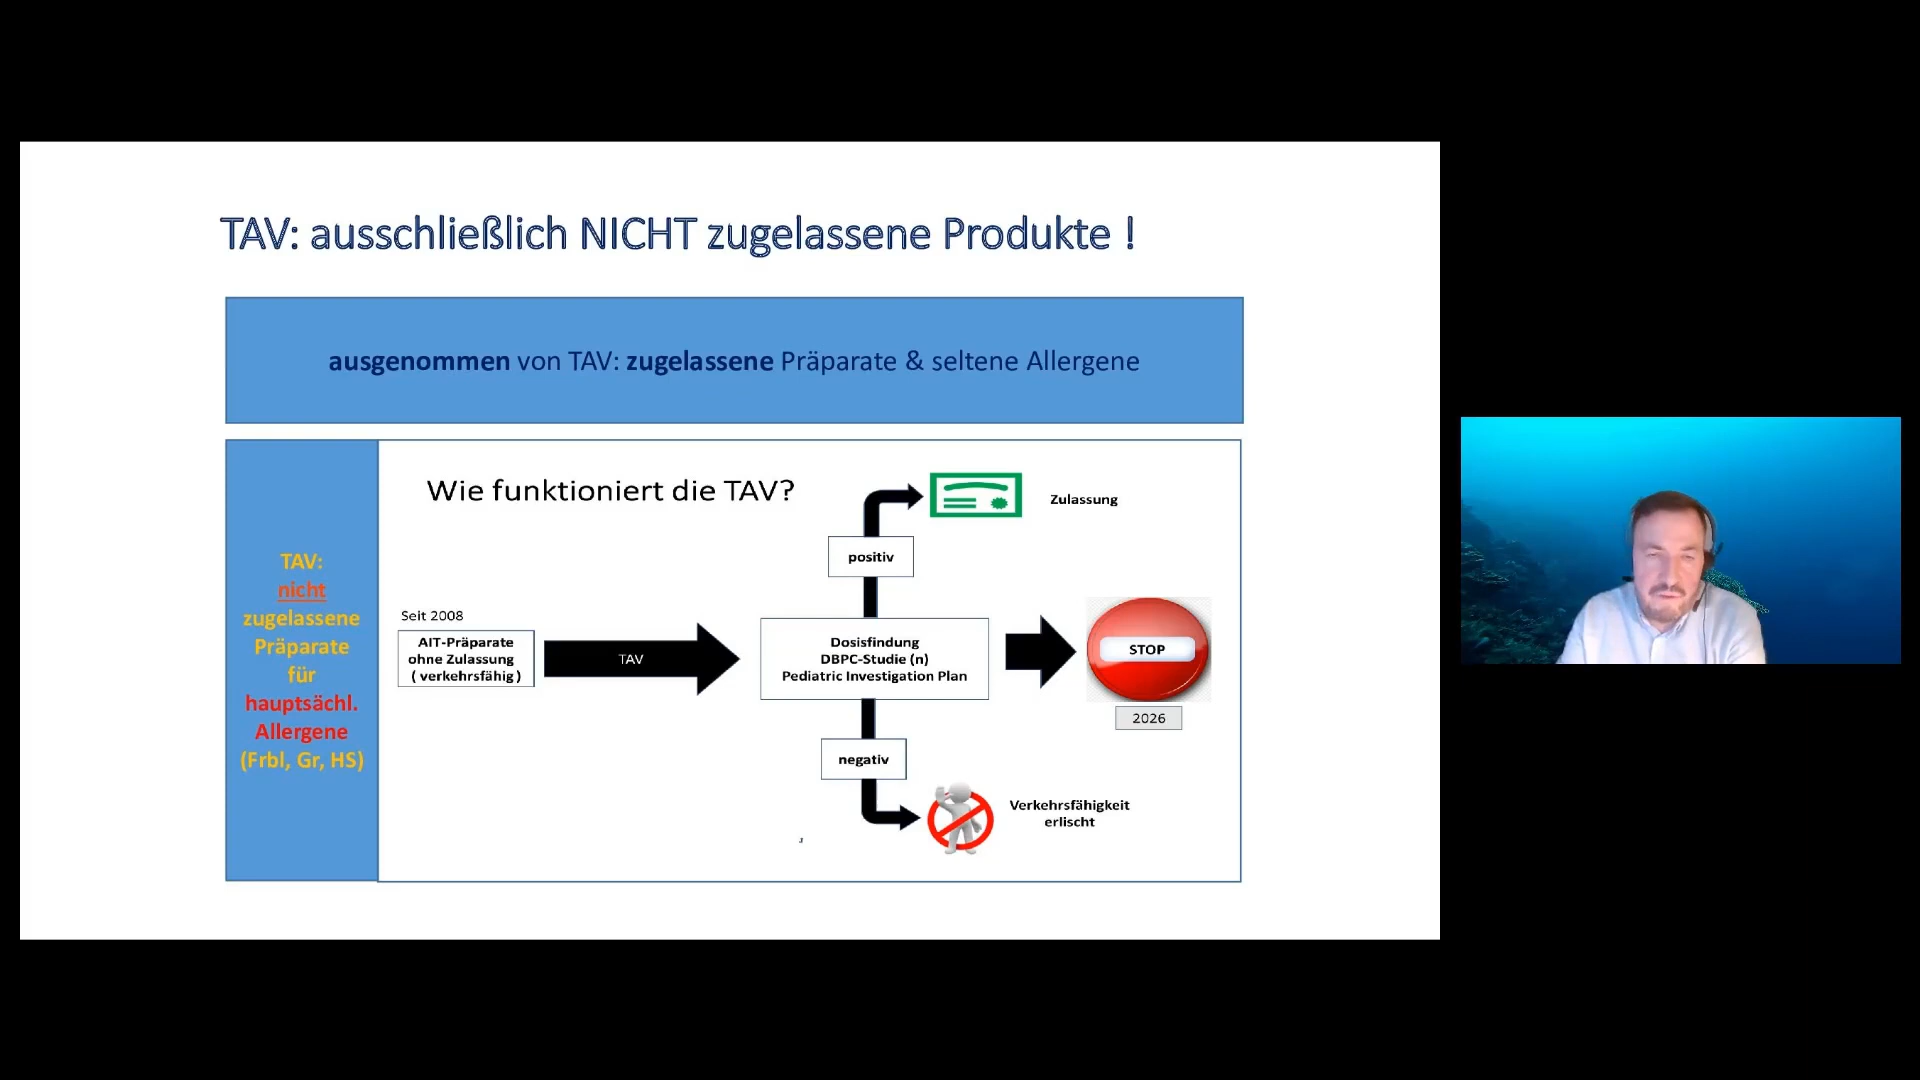 TAV: ausschließlich NICHT zugelassene Produkte !
ausgenommen von TAV: zugelassene Präparate & seltene Allergene
TAV:
nicht
zugelassene
Präparate
für
hauptsächl.
Allergene
(Frbl, Gr, HS)
Wie funktioniert die TAV?
Zulassung
positiv
Seit 2008
AIT-Präparate
ohne Zulassung
( verkehrsfähig )
TAV
Dosisfindung
DBPC-Studie (n)
Pediatric Investigation Plan
STOP
2026
negativ
Verkehrsfähigkeit
erlischt